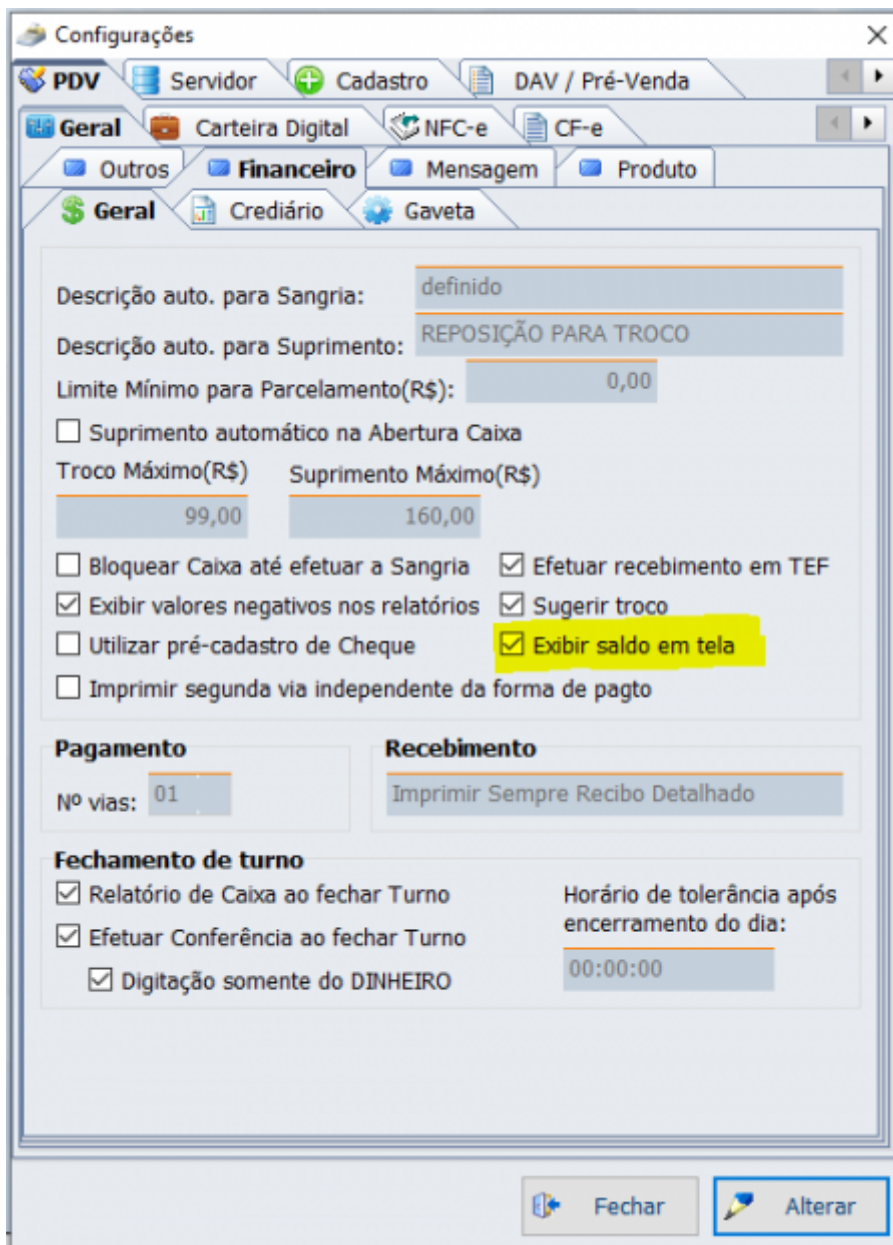 Configurações
PDV Servidor Cadastro DAV / Pré-Venda
Geral Carteira Digital NFC-e CF-e
Outros Financeiro Mensagem Produto
Geral Crediário Gaveta
Descrição auto. para Sangria: definido
Descrição auto. para Suprimento: REPOSIÇÃO PARA TROCO
Limite Mínimo para Parcelamento(R$): 0,00
Suprimento automático na Abertura Caixa
Troco Máximo(R$) Suprimento Máximo(R$)
99,00 160,00
Bloquear Caixa até efetuar a Sangria Efetuar recebimento em TEF
Exibir valores negativos nos relatórios Sugerir troco
Utilizar pré-cadastro de Cheque Exibir saldo em tela
Imprimir segunda via independente da forma de pagto
Pagamento Recebimento
Nº vias: 01 Imprimir Sempre Recibo Detalhado
Fechamento de turno
Relatório de Caixa ao fechar Turno Horário de tolerância após
Efetuar Conferência ao fechar Turno encerramento do dia:
Digitação somente do DINHEIRO 00:00:00
Fechar Alterar